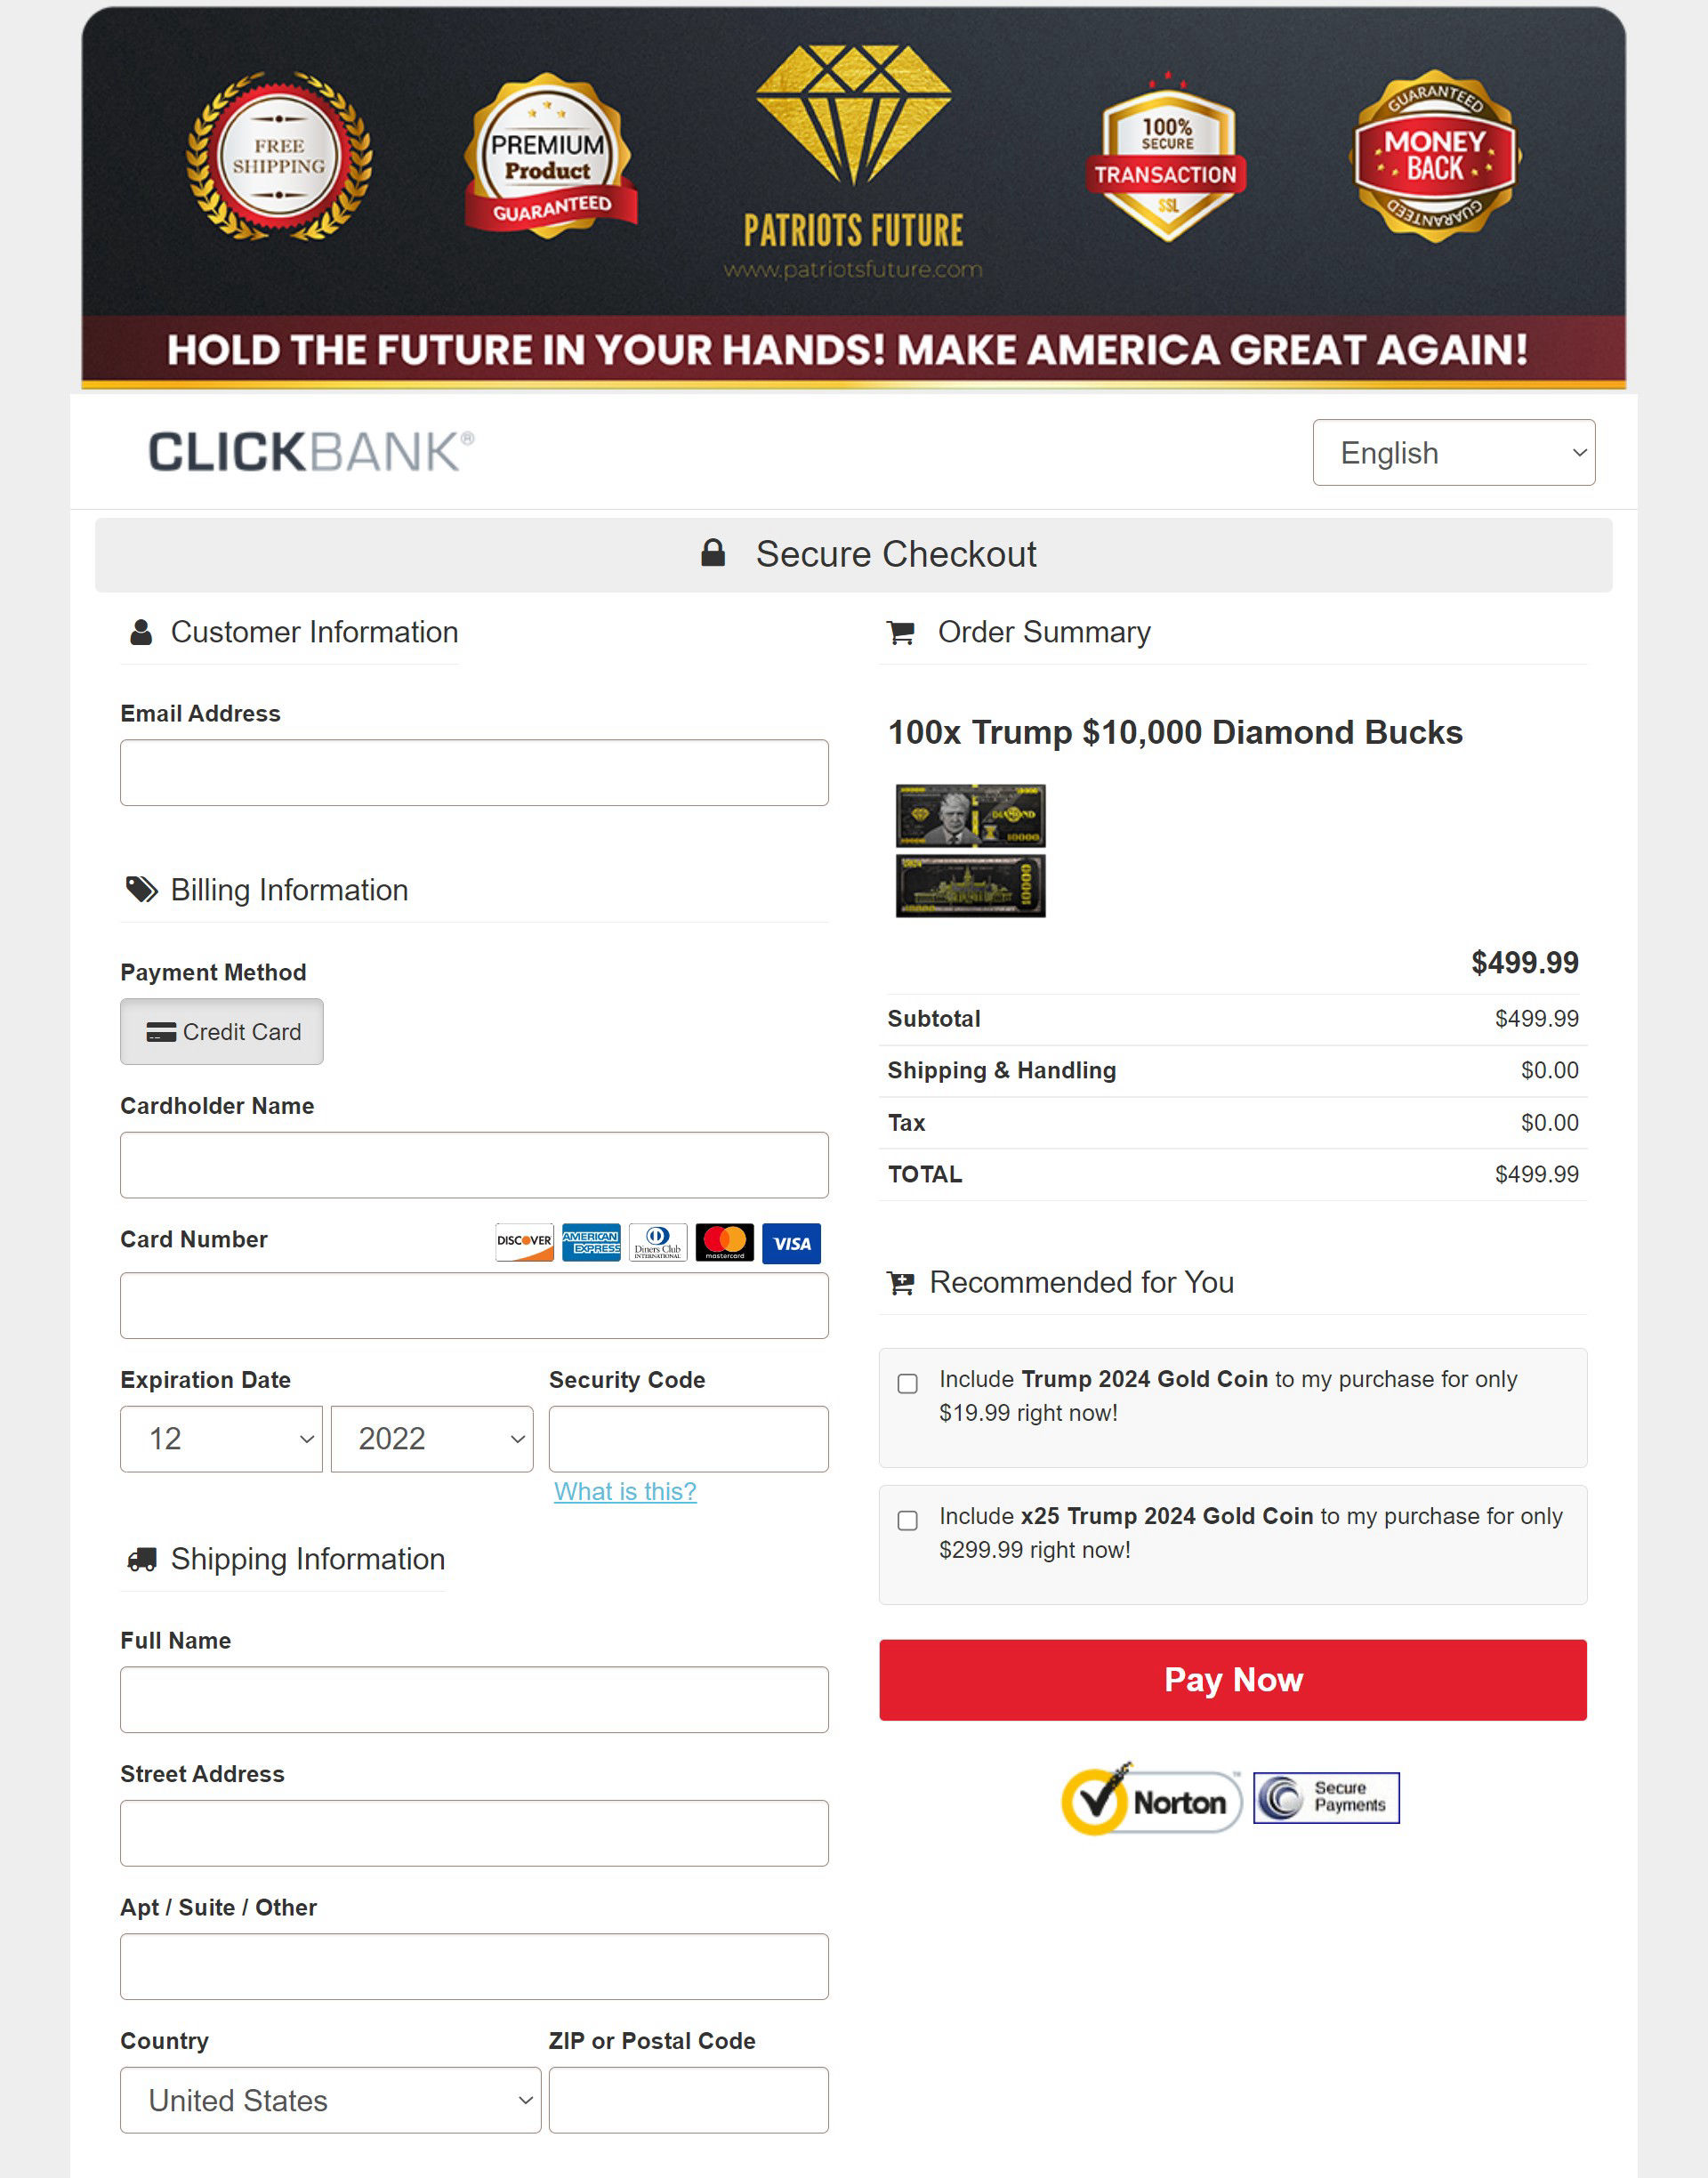 FREE
SHIPPING
PREMIUM
Product
GUARANTEED
PATRIOTS FUTURE
www.patriotsfuture.com
100%
SECURE
TRANSACTION
SSL
GUARANTEED
MONEY
BACK
GUARANTEED
HOLD THE FUTURE IN YOUR HANDS! MAKE AMERICA GREAT AGAIN!
CLICKBANK®
English
Secure Checkout
Customer Information
Email Address
Billing Information
Payment Method
Credit Card
Cardholder Name
Card Number
DISCOVER
AMERICAN
EXPRESS
Diners Club
INTERNATIONAL
mastercard
VISA
Expiration Date
Security Code
12
2022
What is this?
Shipping Information
Full Name
Street Address
Apt / Suite / Other
Country
ZIP or Postal Code
United States
Order Summary
100x Trump $10,000 Diamond Bucks
DIAMOND
10000
10000
$499.99
Subtotal $499.99
Shipping & Handling $0.00
Tax $0.00
TOTAL $499.99
Recommended for You
Include Trump 2024 Gold Coin to my purchase for only
$19.99 right now!
Include x25 Trump 2024 Gold Coin to my purchase for only
$299.99 right now!
Pay Now
Norton
Secure
Payments